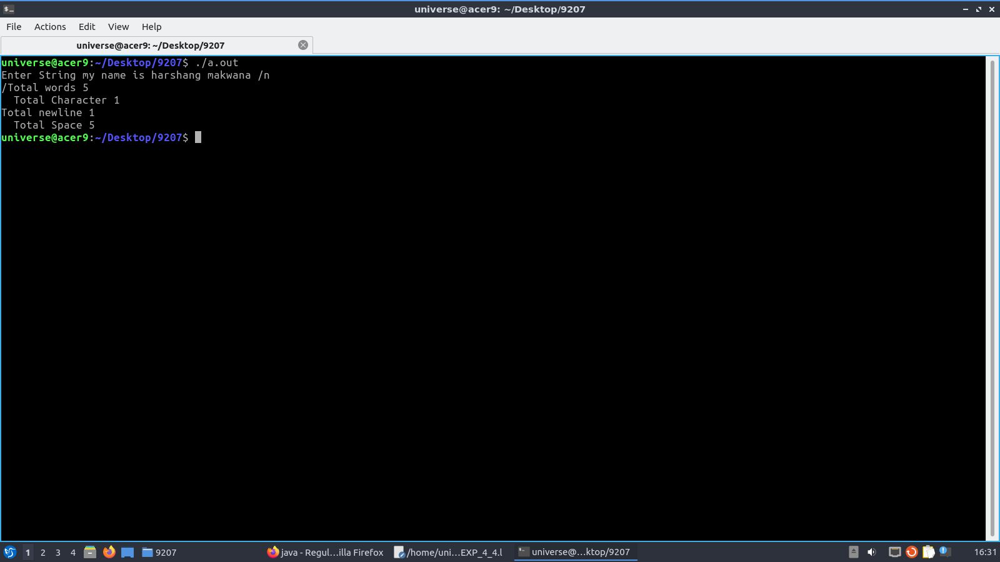 universe@acer9: ~/Desktop/9207
File Actions Edit View Help
universe@acer9: ~/Desktop/9207
universe@acer9:~/Desktop/9207$ ./a.out
Enter String my name is harshang makwana /n
/Total words 5
  Total Character 1
Total newline 1
  Total Space 5
universe@acer9:~/Desktop/9207$
1 2 3 4 9207 java - Regul...illa Firefox /home/uni...EXP_4_4.l universe@...ktop/9207 16:31